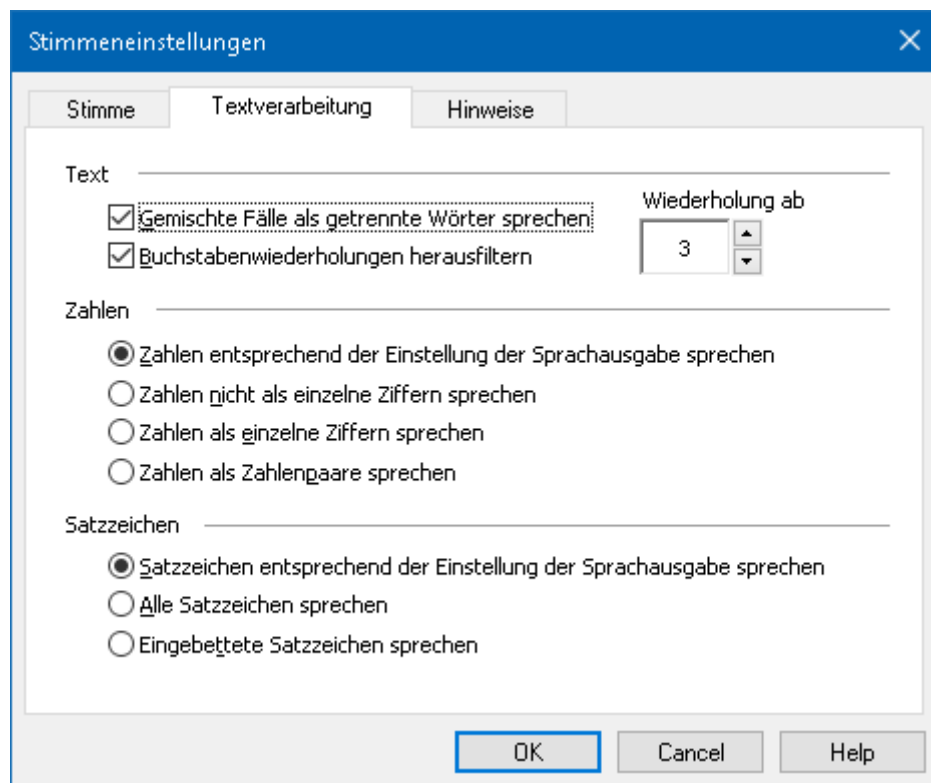 Stimmeneinstellungen
Stimme Textverarbeitung Hinweise
Text
Gemischte Fälle als getrennte Wörter sprechen
Wiederholung ab
Buchstabenwiederholungen herausfiltern
3
Zahlen
Zahlen entsprechend der Einstellung der Sprachausgabe sprechen
Zahlen nicht als einzelne Ziffern sprechen
Zahlen als einzelne Ziffern sprechen
Zahlen als Zahlenpaare sprechen
Satzzeichen
Satzzeichen entsprechend der Einstellung der Sprachausgabe sprechen
Alle Satzzeichen sprechen
Eingebettete Satzzeichen sprechen
OK Cancel Help